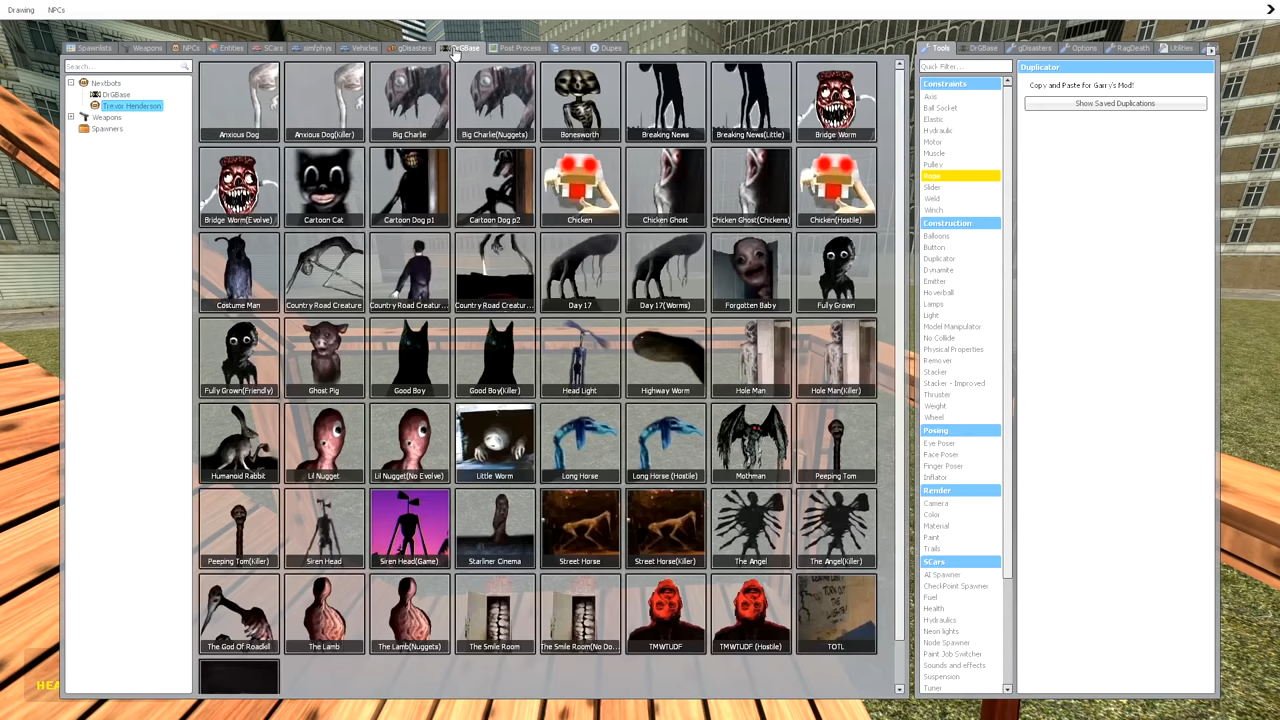 Drawing NPCs
Spawnlists Weapons NPCs Entities SCars simfphys Vehicles gDisasters DrGBase Post Process Saves Dupes
Tools DrGBase gDisasters Options RagDeath Utilities
Search...
Quick Filter...
Nextbots
DrGBase
Trevor Henderson
Weapons
Spawners
Anxious Dog Anxious Dog(Killer) Big Charlie Big Charlie(Nuggets) Bonesworth Breaking News Breaking News(Little) Bridge Worm
Bridge Worm(Evolve) Cartoon Cat Cartoon Dog p1 Cartoon Dog p2 Chicken Chicken Ghost Chicken Ghost(Chickens) Chicken(Hostile)
Costume Man Country Road Creature Country Road Creatur... Country Road Creatur... Day 17 Day 17(Worms) Forgotten Baby Fully Grown
Fully Grown(Friendly) Ghost Pig Good Boy Good Boy(Killer) Head Light Highway Worm Hole Man Hole Man(Killer)
Humanoid Rabbit Lil Nugget Lil Nugget(No Evolve) Little Worm Long Horse Long Horse (Hostile) Mothman Peeping Tom
Peeping Tom(Killer) Siren Head Siren Head(Game) Starliner Cinema Street Horse Street Horse(Killer) The Angel The Angel(Killer)
The God Of Roadkill The Lamb The Lamb(Nuggets) The Smile Room The Smile Room(No Do... TMWTUDF TMWTUDF (Hostile) TOTL
Constraints
Axis
Ball Socket
Elastic
Hydraulic
Motor
Muscle
Pulley
Rope
Slider
Weld
Winch
Construction
Balloons
Button
Duplicator
Dynamite
Emitter
Hoverball
Lamps
Light
Model Manipulator
No Collide
Physical Properties
Remover
Stacker
Stacker - Improved
Thruster
Weight
Wheel
Posing
Eye Poser
Face Poser
Finger Poser
Inflator
Render
Camera
Color
Material
Paint
Trails
SCars
AI Spawner
CheckPoint Spawner
Fuel
Health
Hydraulics
Neon lights
Node Spawner
Paint Job Switcher
Sounds and effects
Suspension
Tuner
Duplicator
Copy and Paste for Garry's Mod!
Show Saved Duplications